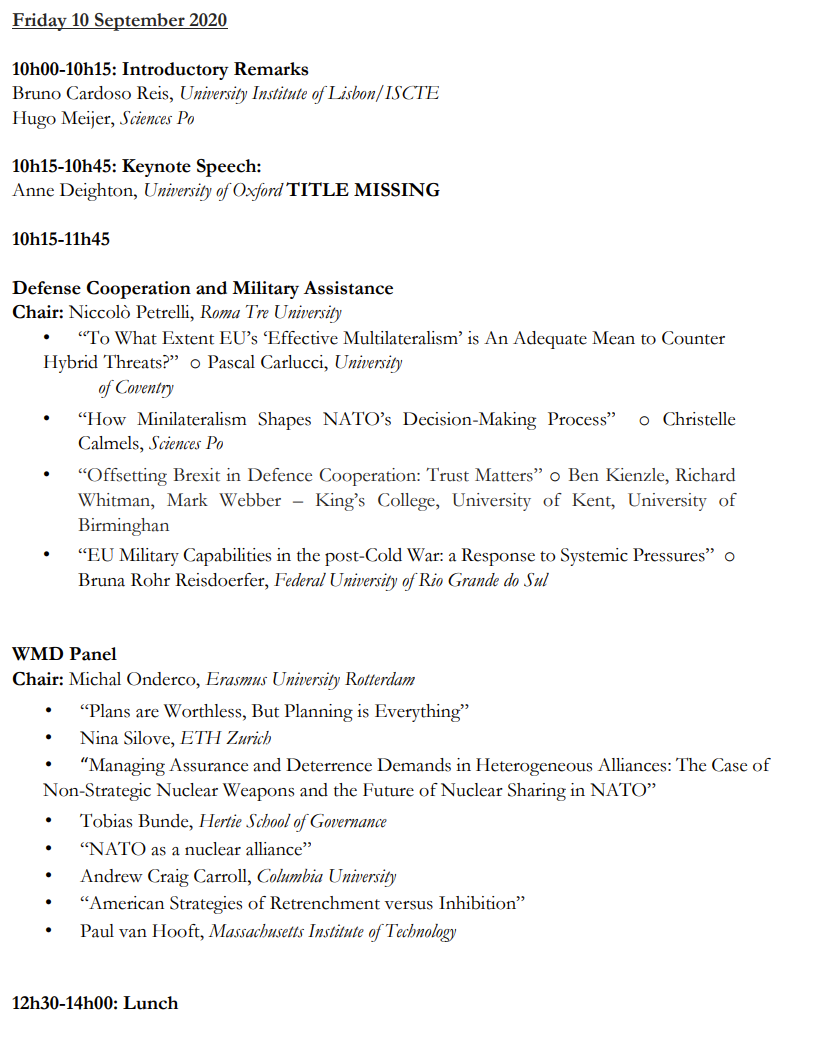 Friday 10 September 2020
10h00-10h15: Introductory Remarks
Bruno Cardoso Reis, University Institute of Lisbon/ISCTE
Hugo Meijer, Sciences Po
10h15-10h45: Keynote Speech:
Anne Deighton, University of Oxford TITLE MISSING
10h15-11h45
Defense Cooperation and Military Assistance
Chair: Niccolò Petrelli, Roma Tre University
• “To What Extent EU’s ‘Effective Multilateralism’ is An Adequate Mean to Counter
Hybrid Threats?” o Pascal Carlucci, University
of Coventry
• “How Minilateralism Shapes NATO’s Decision-Making Process” o Christelle
Calmels, Sciences Po
• “Offsetting Brexit in Defence Cooperation: Trust Matters” o Ben Kienzle, Richard
Whitman, Mark Webber – King’s College, University of Kent, University of
Birminghan
• “EU Military Capabilities in the post-Cold War: a Response to Systemic Pressures” o
Bruna Rohr Reisdoerfer, Federal University of Rio Grande do Sul
WMD Panel
Chair: Michal Onderco, Erasmus University Rotterdam
• “Plans are Worthless, But Planning is Everything”
• Nina Silove, ETH Zurich
• “Managing Assurance and Deterrence Demands in Heterogeneous Alliances: The Case of
Non-Strategic Nuclear Weapons and the Future of Nuclear Sharing in NATO”
• Tobias Bunde, Hertie School of Governance
• “NATO as a nuclear alliance”
• Andrew Craig Carroll, Columbia University
• “American Strategies of Retrenchment versus Inhibition”
• Paul van Hooft, Massachusetts Institute of Technology
12h30-14h00: Lunch